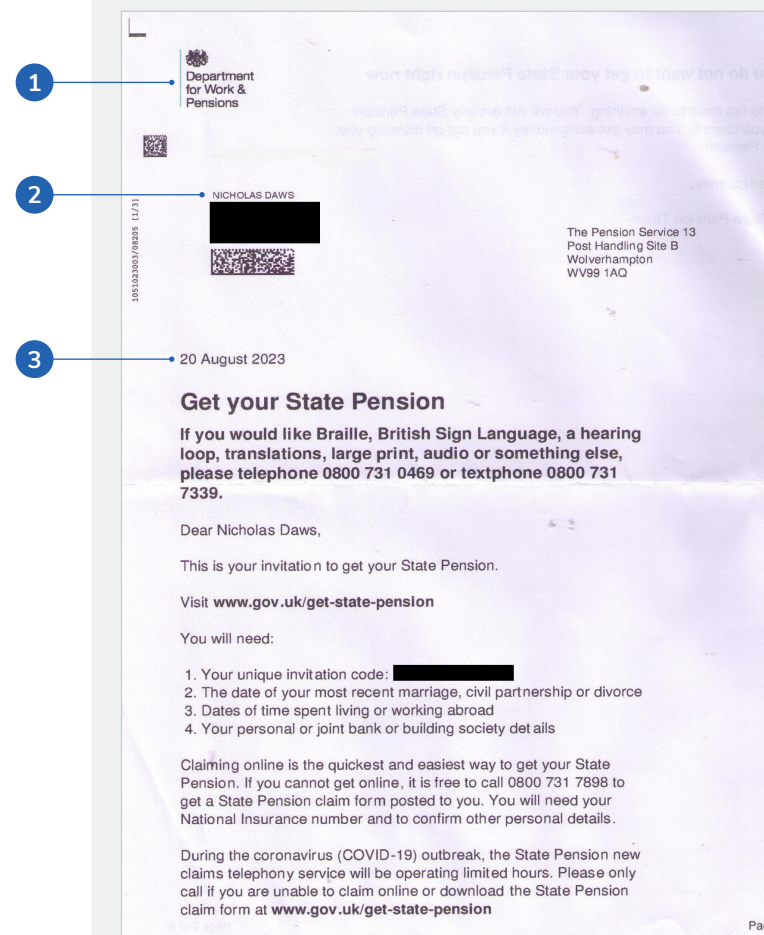 1
Department
for Work &
Pensions
2
NICHOLAS DAWS
1051023003/08205 (1/3)
The Pension Service 13
Post Handling Site B
Wolverhampton
WV99 1AQ
3
20 August 2023
Get your State Pension
If you would like Braille, British Sign Language, a hearing
loop, translations, large print, audio or something else,
please telephone 0800 731 0469 or textphone 0800 731
7339.
Dear Nicholas Daws,
This is your invitation to get your State Pension.
Visit www.gov.uk/get-state-pension
You will need:
1. Your unique invitation code:
2. The date of your most recent marriage, civil partnership or divorce
3. Dates of time spent living or working abroad
4. Your personal or joint bank or building society details
Claiming online is the quickest and easiest way to get your State
Pension. If you cannot get online, it is free to call 0800 731 7898 to
get a State Pension claim form posted to you. You will need your
National Insurance number and to confirm other personal details.
During the coronavirus (COVID-19) outbreak, the State Pension new
claims telephony service will be operating limited hours. Please only
call if you are unable to claim online or download the State Pension
claim form at www.gov.uk/get-state-pension